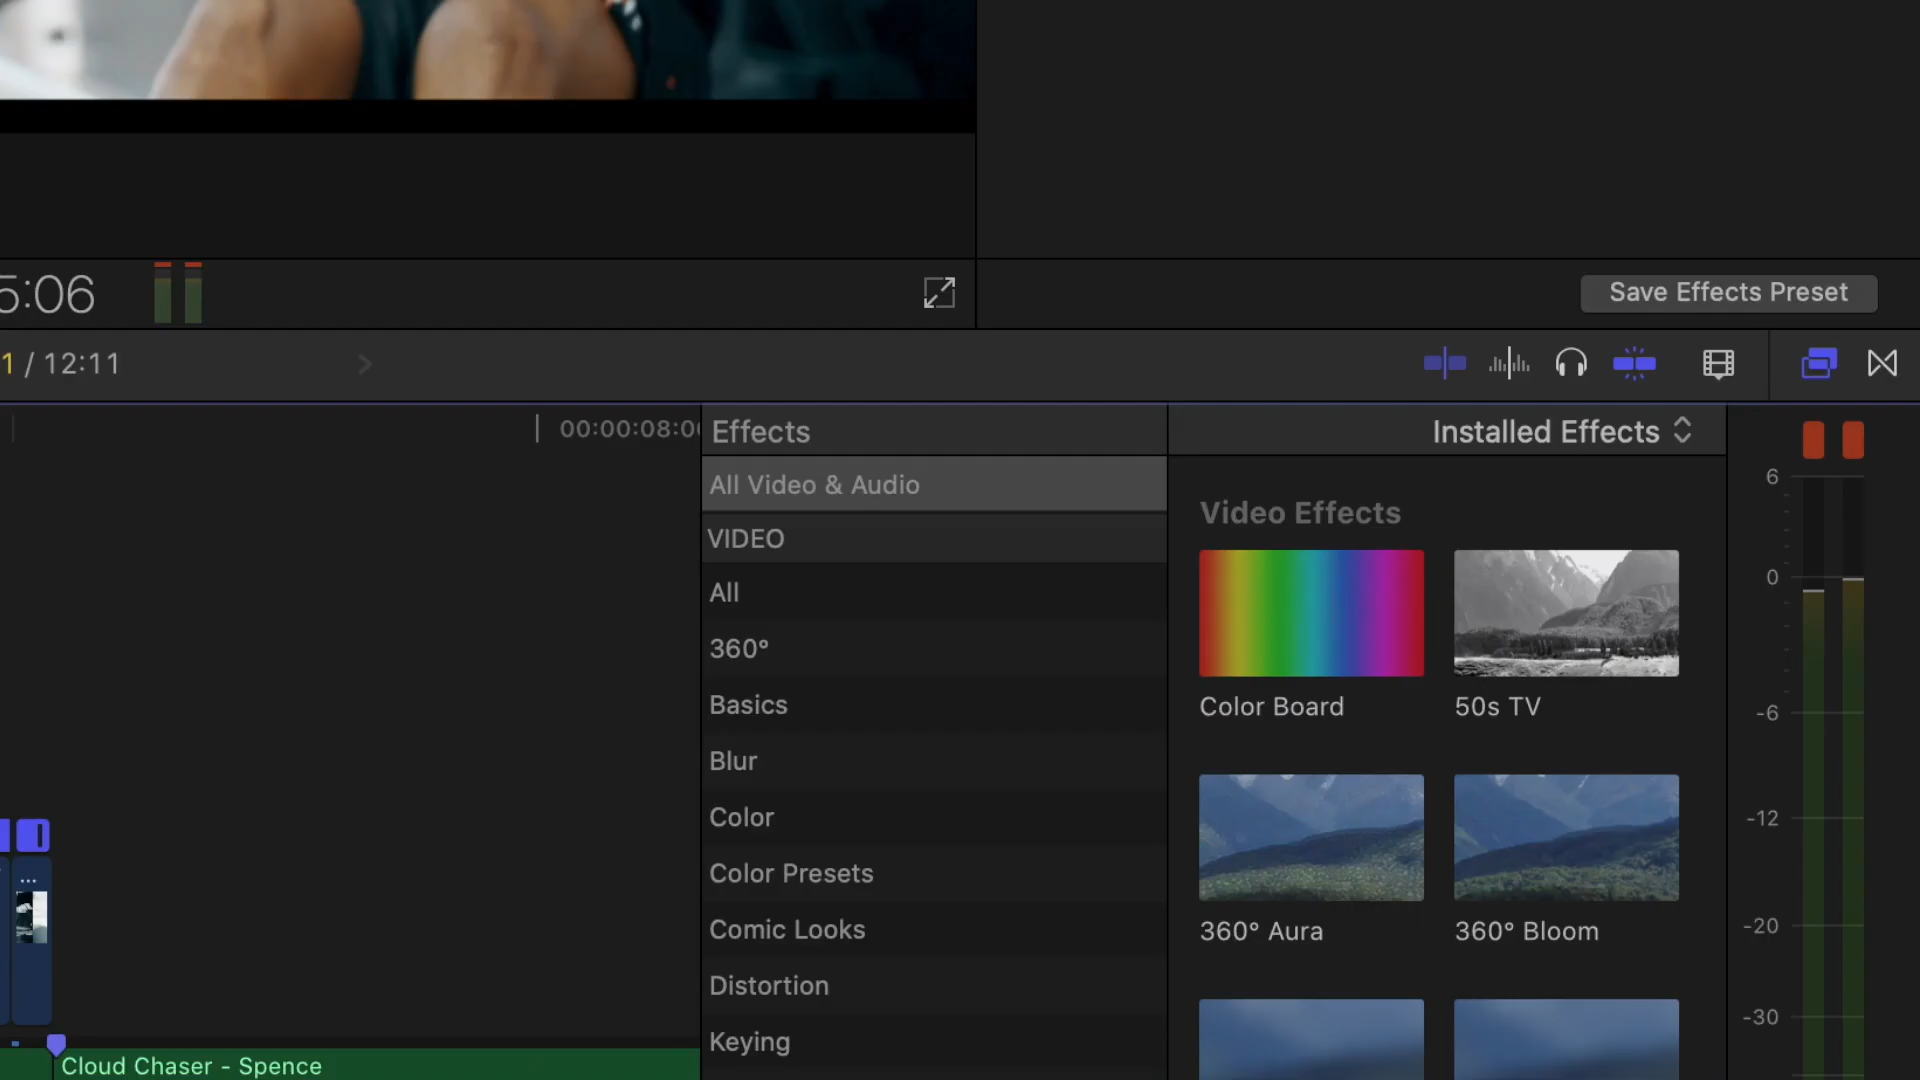 5:06
Save Effects Preset
1 / 12:11
00:00:08:0
Effects
Installed Effects
All Video & Audio
VIDEO
All
360°
Basics
Blur
Color
Color Presets
Comic Looks
Distortion
Keying
Video Effects
Color Board
50s TV
360° Aura
360° Bloom
6
0
-6
-12
-20
-30
...
Cloud Chaser - Spence